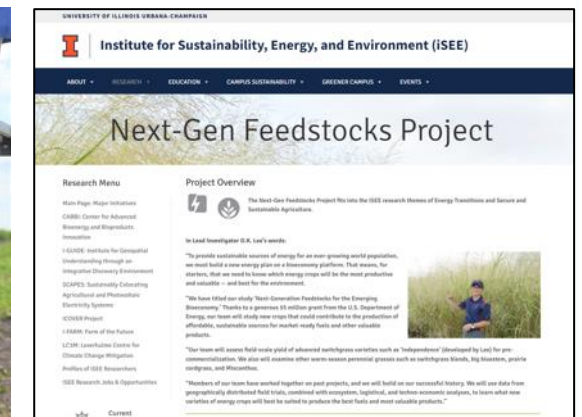 UNIVERSITY OF ILLINOIS URBANA-CHAMPAIGN
I
Institute for Sustainability, Energy, and Environment (iSEE)
ABOUT RESEARCH EDUCATION CAMPUS SUSTAINABILITY GREENER CAMPUS EVENTS
Next-Gen Feedstocks Project
Research Menu
Main Page: Major Initiatives
CABBI: Center for Advanced
Bioenergy and Bioproducts
Innovation
I-GUIDE: Institute for Geospatial
Understanding through an
Integrative Discovery Environment
SCAPES: Sustainably Colocating
Agricultural and Photovoltaic
Electricity Systems
iCOVER Project
I-FARM: Farm of the Future
LC3M: Leverhulme Centre for
Climate Change Mitigation
Profiles of iSEE Researchers
iSEE Research Jobs & Opportunities
Current
Project Overview
The Next-Gen Feedstocks Project fits into the iSEE research themes of Energy Transitions and Secure and
Sustainable Agriculture.
In Lead Investigator D.K. Lee's words:
"To provide sustainable sources of energy for an ever-growing world population,
we must build a new energy plan on a bioeconomy platform. That means, for
starters, that we need to know which energy crops will be the most productive
and valuable — and best for the environment.
"We have titled our study 'Next-Generation Feedstocks for the Emerging
Bioeconomy.' Thanks to a generous $5 million grant from the U.S. Department of
Energy, our team will study new crops that could contribute to the production of
affordable, sustainable sources for market-ready fuels and other valuable
products.
"Our team will assess field-scale yield of advanced switchgrass varieties such as 'Independence' (developed by Lee) for pre-
commercialization. We also will examine other warm-season perennial grasses such as switchgrass blends, big bluestem, prairie
cordgrass, and Miscanthus.
"Members of our team have worked together on past projects, and we will build on our successful history. We will use data from
geographically distributed field trials, combined with ecosystem, logistical, and techno-economic analyses, to learn what new
varieties of energy crops will be best be suited to produce the best fuels and most valuable products."